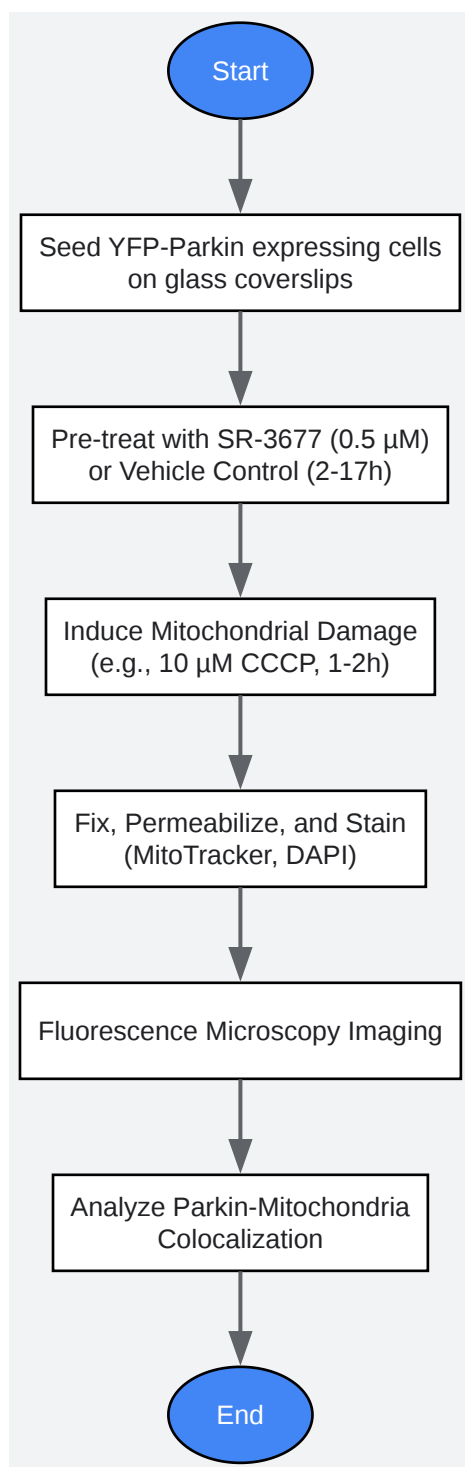 Start
Seed YFP-Parkin expressing cells
on glass coverslips
Pre-treat with SR-3677 (0.5 µM)
or Vehicle Control (2-17h)
Induce Mitochondrial Damage
(e.g., 10 µM CCCP, 1-2h)
Fix, Permeabilize, and Stain
(MitoTracker, DAPI)
Fluorescence Microscopy Imaging
Analyze Parkin-Mitochondria
Colocalization
End